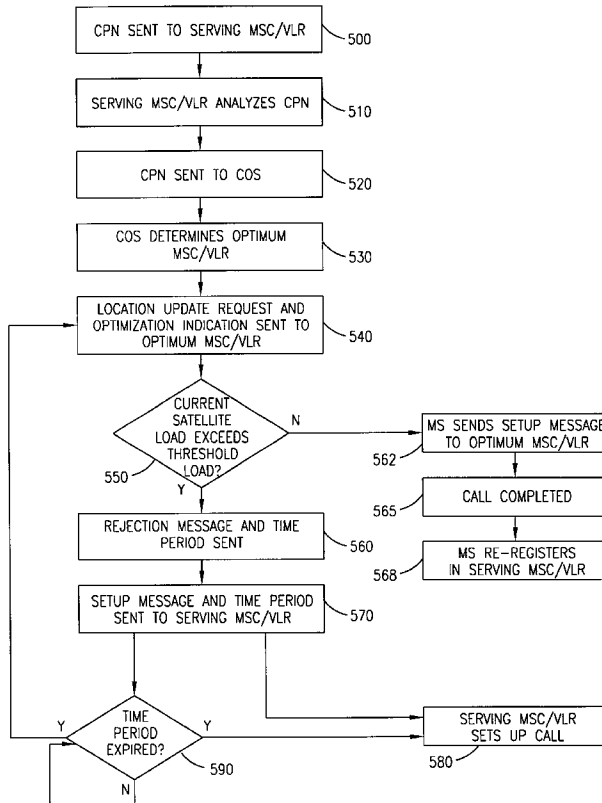 CPN SENT TO SERVING MSC/VLR
500
SERVING MSC/VLR ANALYZES CPN
510
CPN SENT TO COS
520
COS DETERMINES OPTIMUM
MSC/VLR
530
LOCATION UPDATE REQUEST AND
OPTIMIZATION INDICATION SENT TO
OPTIMUM MSC/VLR
540
CURRENT
SATELLITE
LOAD EXCEEDS
THRESHOLD
LOAD?
550
N
Y
MS SENDS SETUP MESSAGE
TO OPTIMUM MSC/VLR
562
CALL COMPLETED
565
MS RE-REGISTERS
IN SERVING MSC/VLR
568
REJECTION MESSAGE AND TIME
PERIOD SENT
560
SETUP MESSAGE AND TIME PERIOD
SENT TO SERVING MSC/VLR
570
Y
TIME
PERIOD
EXPIRED?
Y
590
N
SERVING MSC/VLR
SETS UP CALL
580